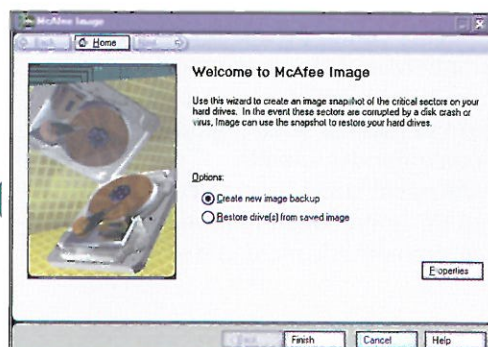 McAfee Image
Back Home Next
Welcome to McAfee Image
Use this wizard to create an image snapshot of the critical sectors on your
hard drives. In the event these sectors are corrupted by a disk crash or
virus, Image can use the snapshot to restore your hard drives.
Options:
Create new image backup
Restore drive(s) from saved image
Properties
Back Finish Cancel Help